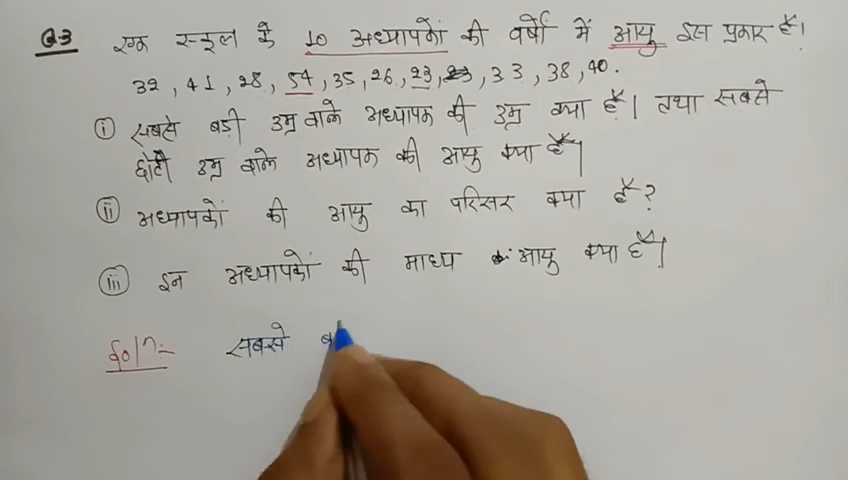 Q.3 एक स्कूल के 10 अध्यापकों की वर्षों में आयु इस प्रकार है।
32, 41, 28, 54, 35, 26, 23, 33, 38, 40.
(i) सबसे बड़ी उम्र वाले अध्यापक की उम्र क्या है। तथा सबसे
छोटी उम्र वाले अध्यापक की आयु क्या है।
(ii) अध्यापकों की आयु का परिसर क्या है?
(iii) इन अध्यापकों की माध्य आयु क्या है।
Sol^n:- सबसे ब